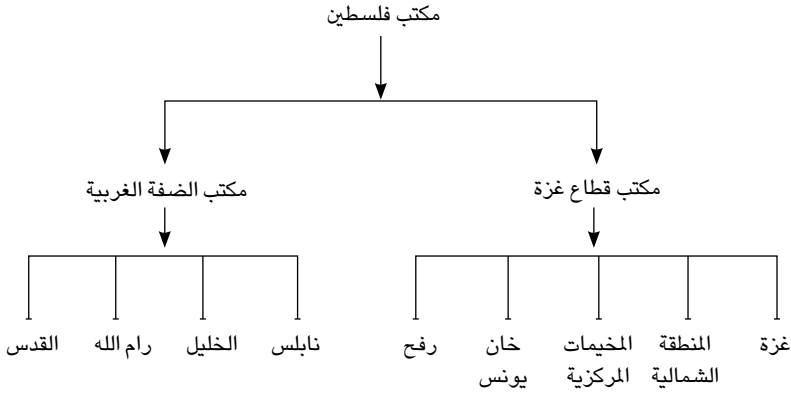 مكتب فلسطين
مكتب قطاع غزة
مكتب الضفة الغربية
غزة
المنطقة
الشمالية
المخيمات
المركزية
خان
يونس
رفح
نابلس
الخليل
رام الله
القدس